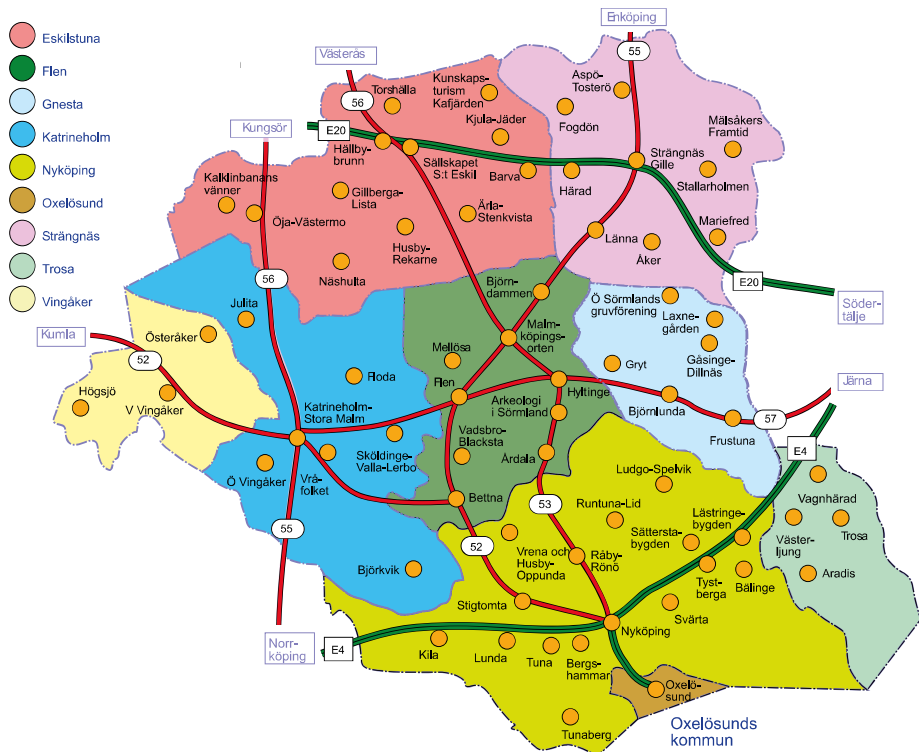 Eskilstuna
Flen
Gnesta
Katrineholm
Nyköping
Oxelösund
Strängnäs
Trosa
Vingåker
Enköping
55
Västerås
56
Kungsör
E20
Torshälla
Kunskaps-
turism
Kafjärden
Kjula-Jäder
Aspö-
Tosterö
Fogdön
Mälsåkers
Framtid
Hällby-
brunn
Sällskapet
S:t Eskil
Barva
Härad
Strängnäs
Gille
Stallarholmen
Kalklinbanans
vänner
Öja-Västermo
Gillberga-
Lista
Ärla-
Stenkvista
Husby-
Rekarne
Näshulta
Länna
Åker
Mariefred
E20
Söder-
tälje
56
Julita
Björn-
dammen
Ö Sörmlands
gruvförening
Laxne-
gården
Kumla
52
Österåker
Malm-
köpings-
orten
Mellösa
Gryt
Gåsinge-
Dillnäs
Järna
Högsjö
V Vingåker
Floda
Flen
Hyltinge
Björnlunda
57
Katrineholm-
Stora Malm
Arkeologi
i Sörmland
Frustuna
E4
Sköldinge-
Valla-Lerbo
Vadsbro-
Blacksta
Årdala
Ö Vingåker
Vrå-
folket
Ludgo-Spelvik
Vagnhärad
Bettna
53
Runtuna-Lid
Lästringe-
bygden
55
52
Vrena och
Husby-
Oppunda
Råby-
Rönö
Sättersta-
bygden
Väster-
ljung
Trosa
Björkvik
Tyst-
berga
Bälinge
Aradis
Stigtomta
Svärta
Norr-
köping
E4
Nyköping
Kila
Lunda
Tuna
Bergs-
hammar
Oxelö-
sund
Tunaberg
Oxelösunds
kommun